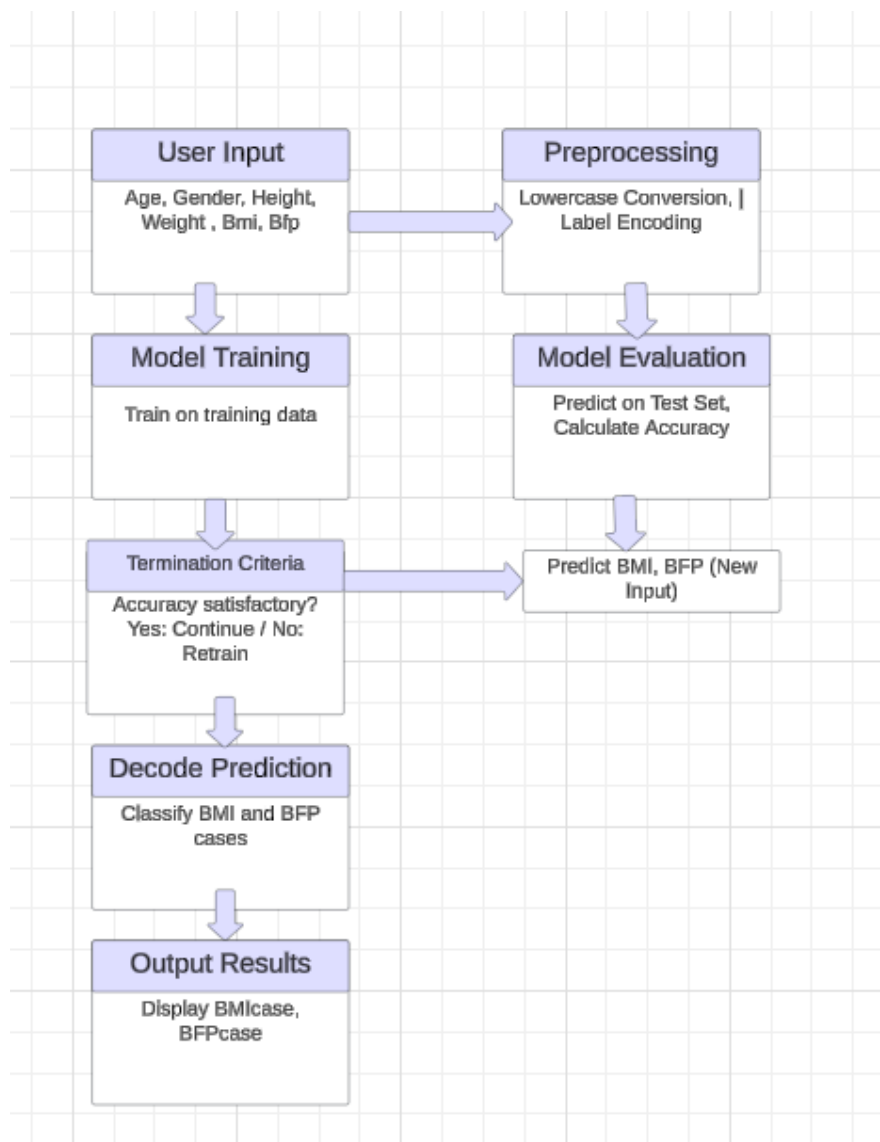 User Input
Age, Gender, Height,
Weight , Bmi, Bfp
Preprocessing
Lowercase Conversion, |
Label Encoding
Model Training
Train on training data
Model Evaluation
Predict on Test Set,
Calculate Accuracy
Termination Criteria
Accuracy satisfactory?
Yes: Continue / No:
Retrain
Predict BMI, BFP (New
Input)
Decode Prediction
Classify BMI and BFP
cases
Output Results
Display BMIcase,
BFPcase